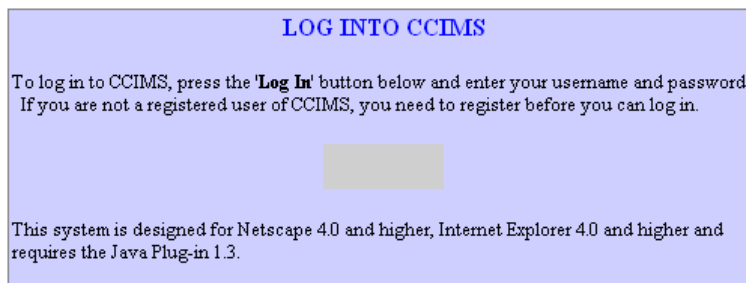 LOG INTO CCIMS
To log in to CCIMS, press the 'Log In' button below and enter your username and password
If you are not a registered user of CCIMS, you need to register before you can log in.
This system is designed for Netscape 4.0 and higher, Internet Explorer 4.0 and higher and
requires the Java Plug-in 1.3.